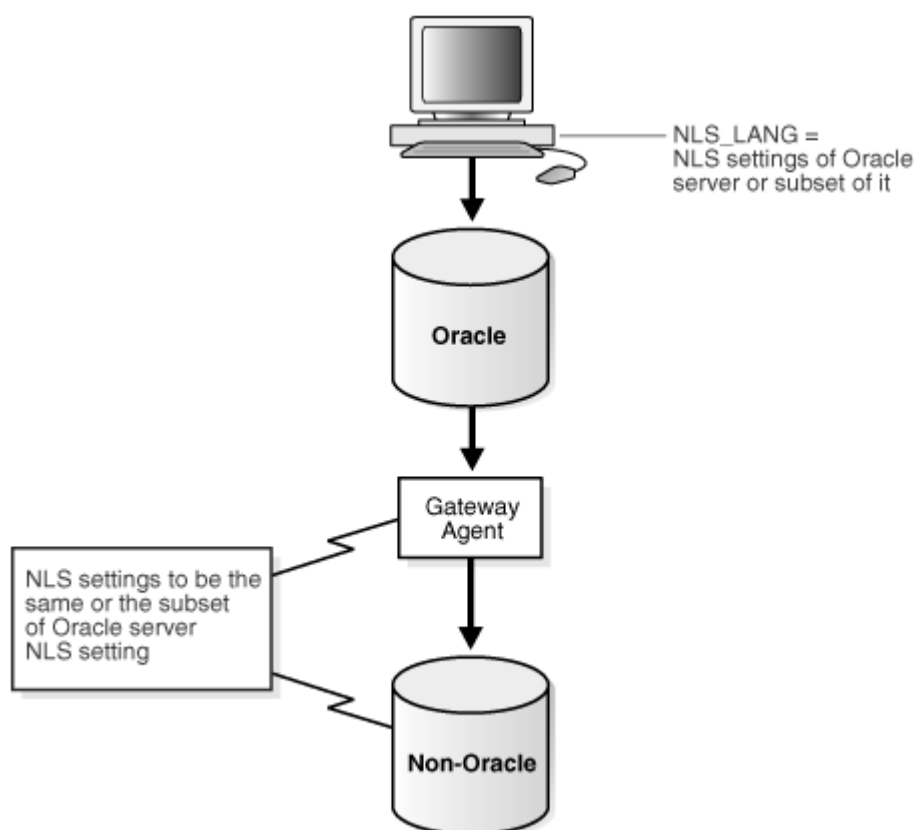 NLS_LANG =
NLS settings of Oracle
server or subset of it
Oracle
Gateway
Agent
NLS settings to be the
same or the subset
of Oracle server
NLS setting
Non-Oracle